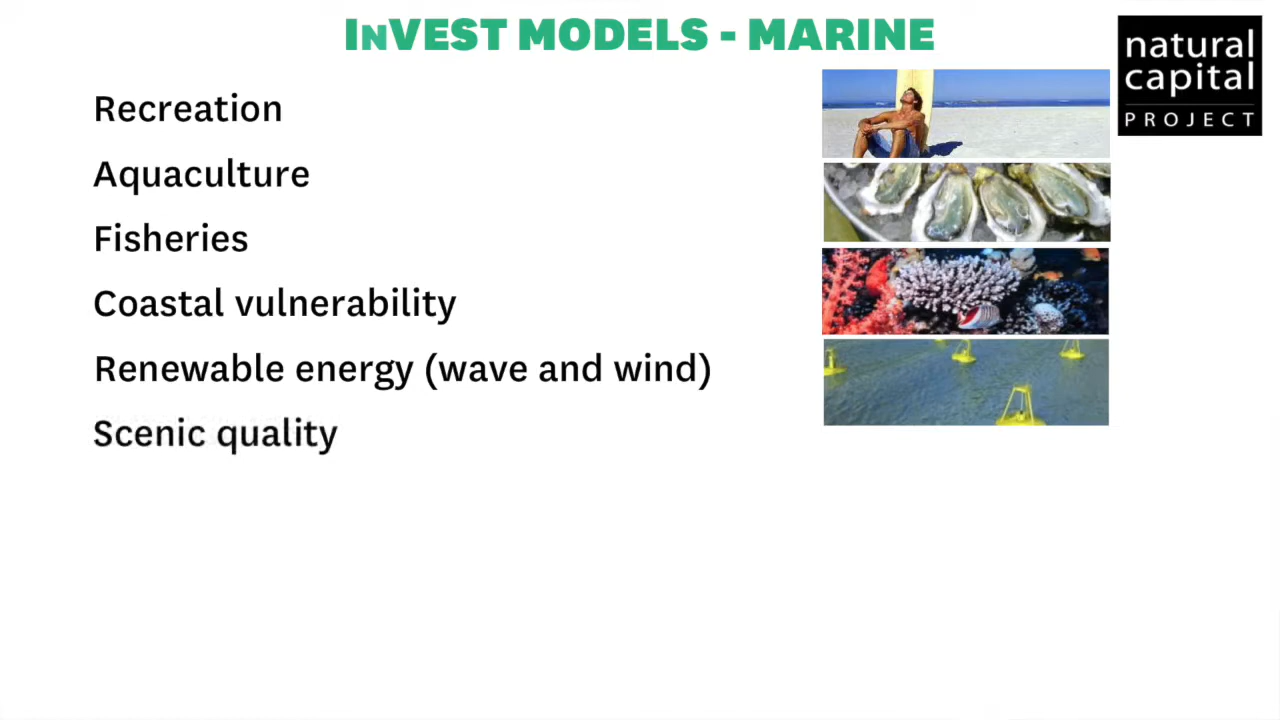 InVEST MODELS - MARINE
natural
capital
PROJECT
Recreation
Aquaculture
Fisheries
Coastal vulnerability
Renewable energy (wave and wind)
Scenic quality